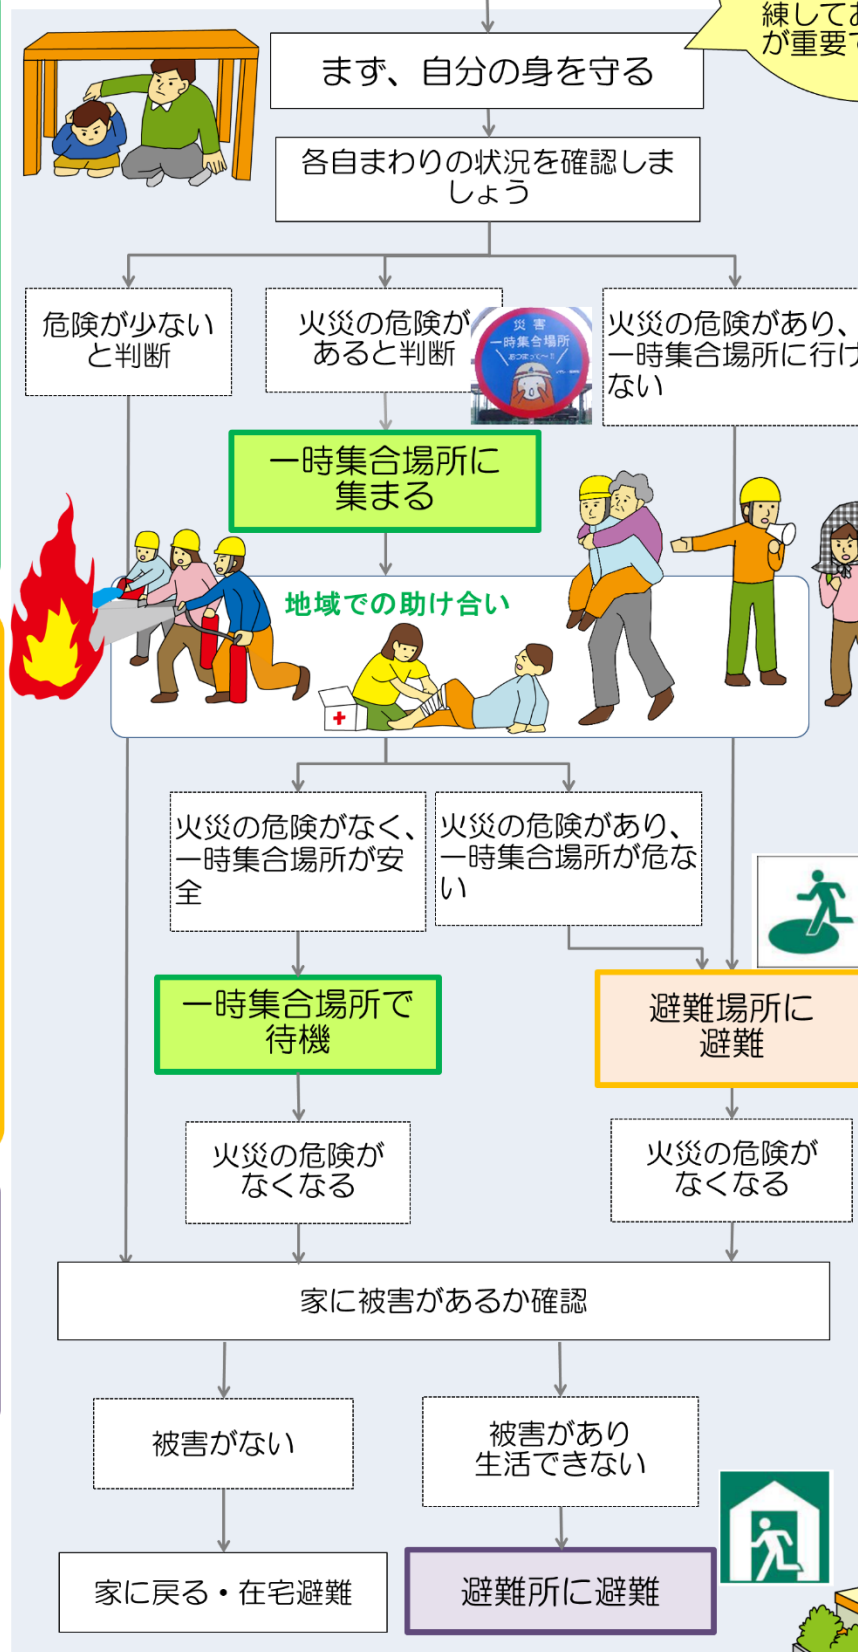 練してお
が重要で
まず、自分の身を守る
各自まわりの状況を確認しま
しょう
危険が少ない
と判断
火災の危険が
あると判断
災害
一時集合場所
火災の危険があり、
一時集合場所に行け
ない
一時集合場所に
集まる
地域での助け合い
火災の危険がなく、
一時集合場所が安
全
火災の危険があり、
一時集合場所が危な
い
一時集合場所で
待機
避難場所に
避難
火災の危険が
なくなる
火災の危険が
なくなる
家に被害があるか確認
被害がない
被害があり
生活できない
家に戻る・在宅避難
避難所に避難